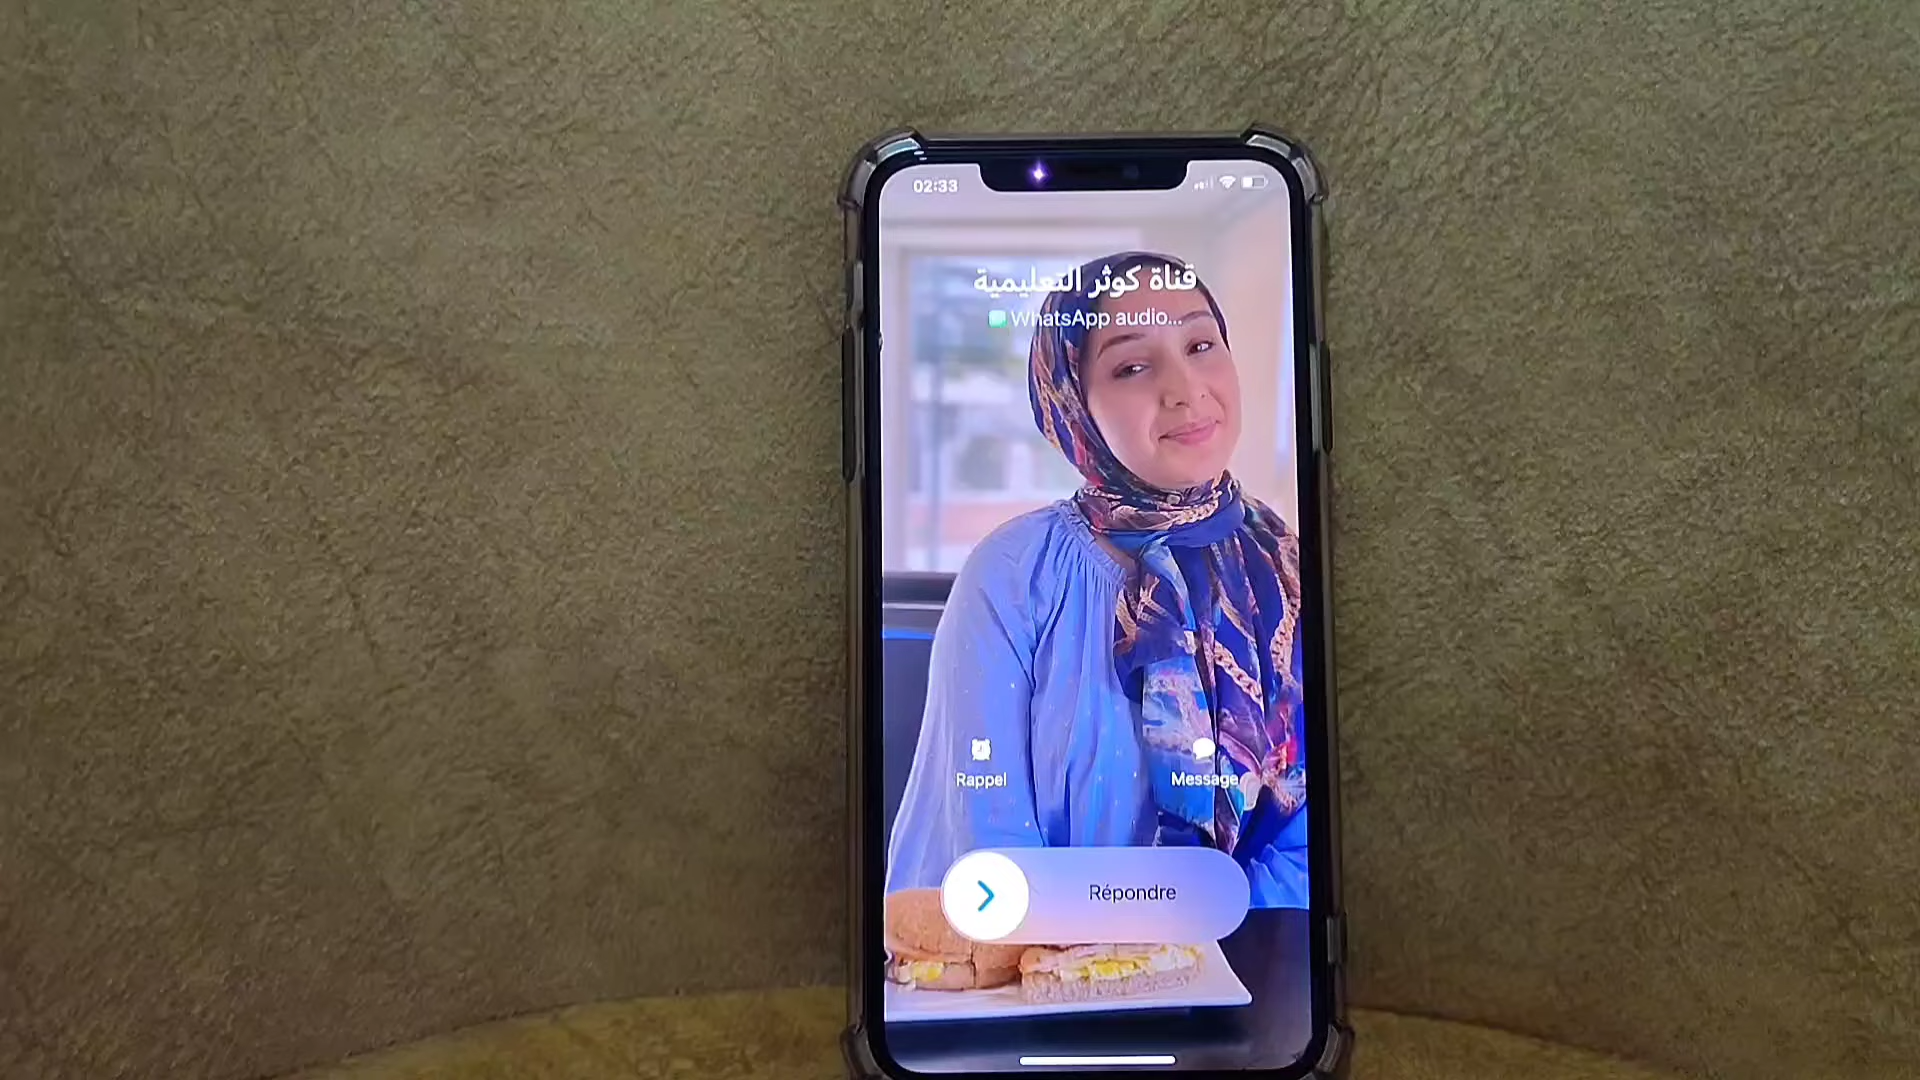 02:33
قناة كوثر التعليمية
WhatsApp audio...
Rappel
Message
Répondre